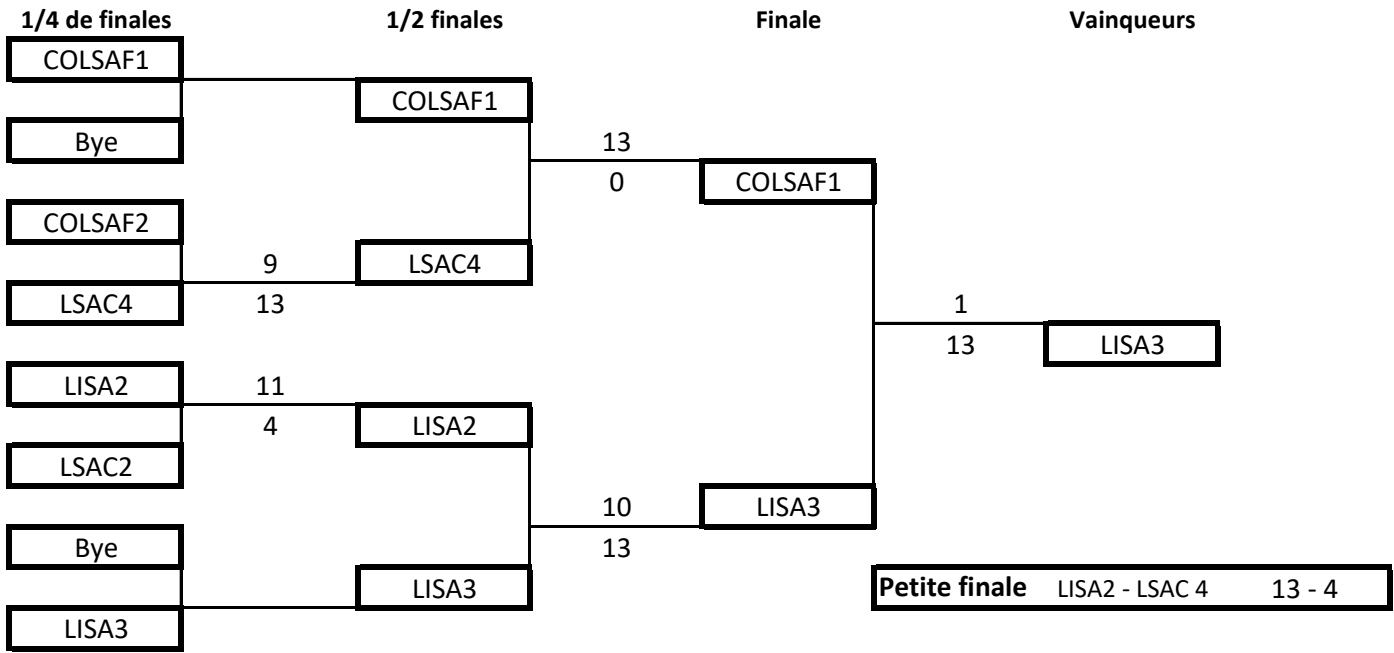 1/4 de finales 1/2 finales Finale Vainqueurs
COLSAF1
COLSAF1
Bye 13
0 COLSAF1
COLSAF2
9 LSAC4
LSAC4 13 1
13 LISA3
LISA2 11
4 LISA2
LSAC2
10 LISA3
Bye 13
LISA3 Petite finale LISA2 - LSAC 4 13 - 4
LISA3